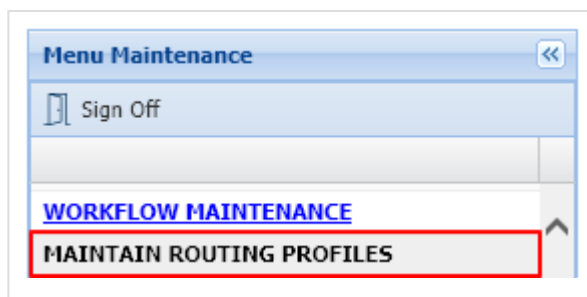 Menu Maintenance
Sign Off
WORKFLOW MAINTENANCE
MAINTAIN ROUTING PROFILES